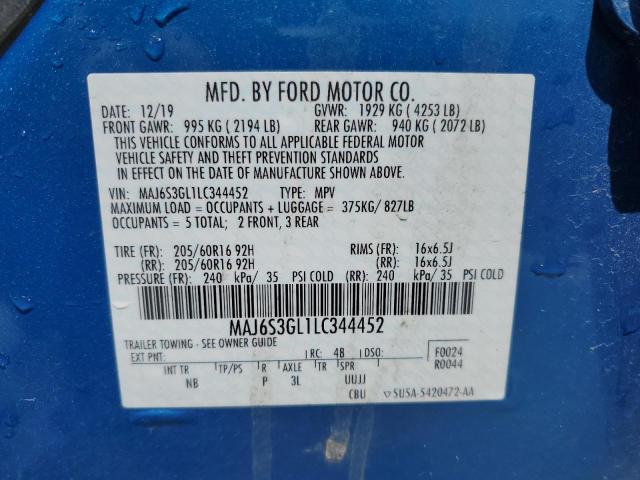 MFD. BY FORD MOTOR CO.
DATE: 12/19 GVWR: 1929 KG ( 4253 LB)
FRONT GAWR: 995 KG ( 2194 LB) REAR GAWR: 940 KG ( 2072 LB)
THIS VEHICLE CONFORMS TO ALL APPLICABLE FEDERAL MOTOR
VEHICLE SAFETY AND THEFT PREVENTION STANDARDS
IN EFFECT ON THE DATE OF MANUFACTURE SHOWN ABOVE.
VIN: MAJ6S3GL1LC344452 TYPE: MPV
MAXIMUM LOAD = OCCUPANTS + LUGGAGE = 375KG/ 827LB
OCCUPANTS = 5 TOTAL; 2 FRONT, 3 REAR
TIRE (FR): 205/60R16 92H RIMS (FR): 16x6.5J
(RR): 205/60R16 92H (RR): 16x6.5J
PRESSURE (FR): 240 kPa/ 35 PSI COLD (RR): 240 kPa/ 35 PSI COLD
MAJ6S3GL1LC344452
TRAILER TOWING - SEE OWNER GUIDE
EXT PNT: RC: 4B DSO: F0024
R0044
INT TR TP/PS R AXLE TR SPR
NB P 3L UUJJ
CBU ▽5U5A-5420472-AA